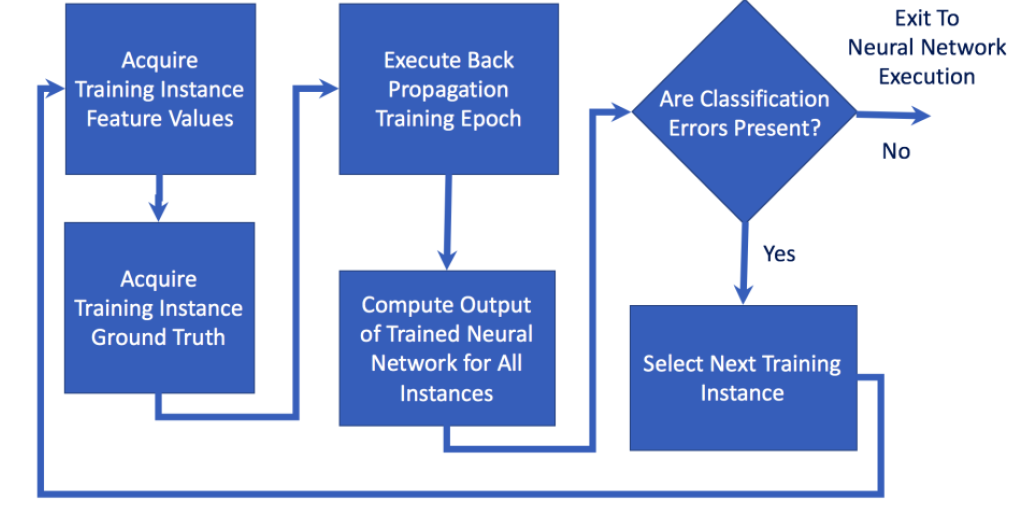 Acquire
Training Instance
Feature Values
Acquire
Training Instance
Ground Truth
Execute Back
Propagation
Training Epoch
Compute Output
of Trained Neural
Network for All
Instances
Are Classification
Errors Present?
Exit To
Neural Network
Execution
No
Yes
Select Next Training
Instance